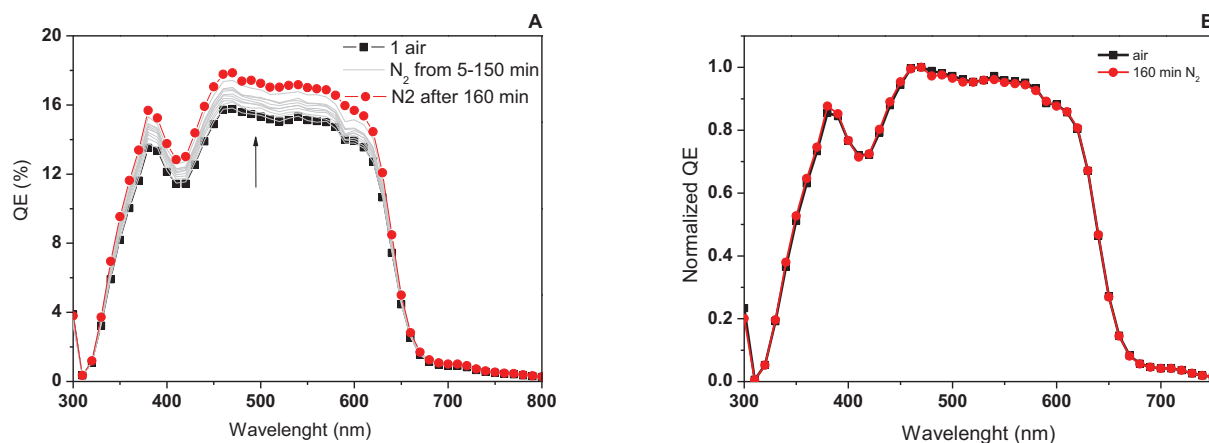 A
1 air
N2 from 5-150 min
N2 after 160 min
QE (%)
20
16
12
8
4
0
300 400 500 600 700 800
Wavelenght (nm)
air
160 min N2
Normalized QE
1.0
0.8
0.6
0.4
0.2
0.0
300 400 500 600 700
Wavelenght (nm)